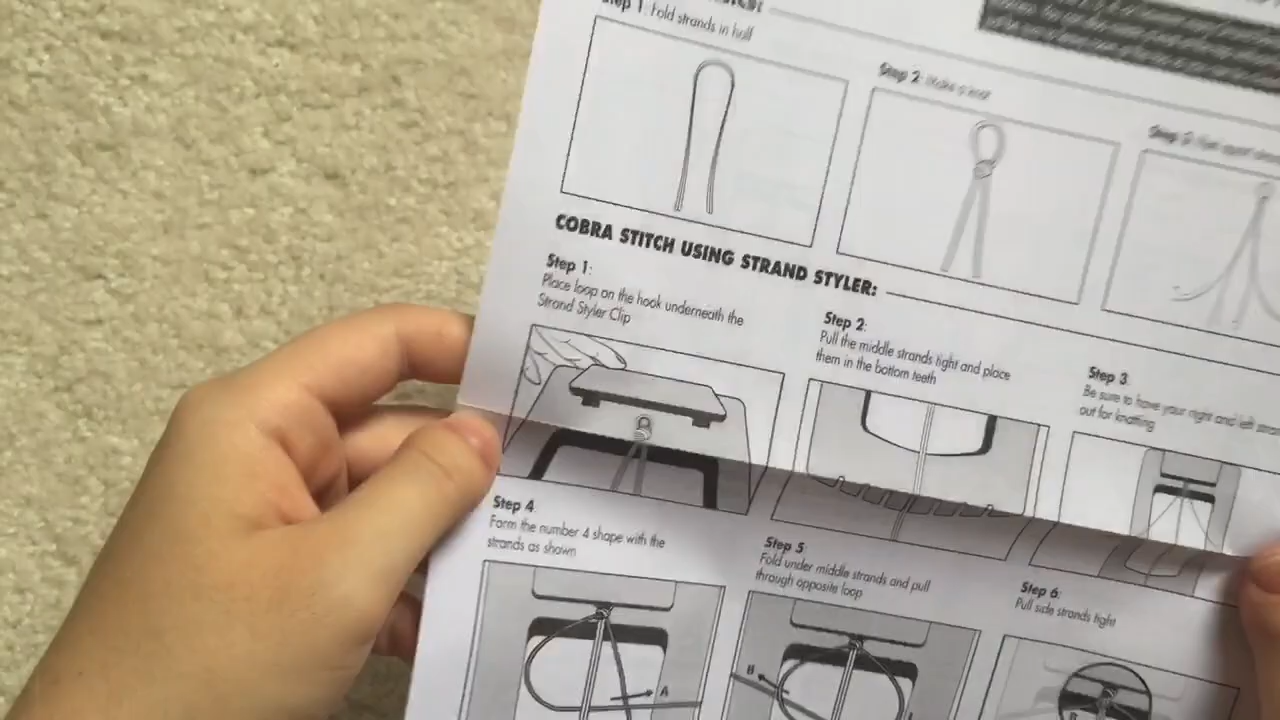 Step 1: Fold strands in half
Step 2: Make a knot
Step 3:
COBRA STITCH USING STRAND STYLER:
Step 1:
Place loop on the hook underneath the
Strand Styler Clip
Step 2:
Pull the middle strands tight and place
them in the bottom teeth
Step 3
Be sure to have your right and left
out for knotting
Step 4
Form the number 4 shape with the
strands as shown
A
Step 5
Fold under middle strands and pull
through opposite loop
B
Step 6:
Pull side strands tight